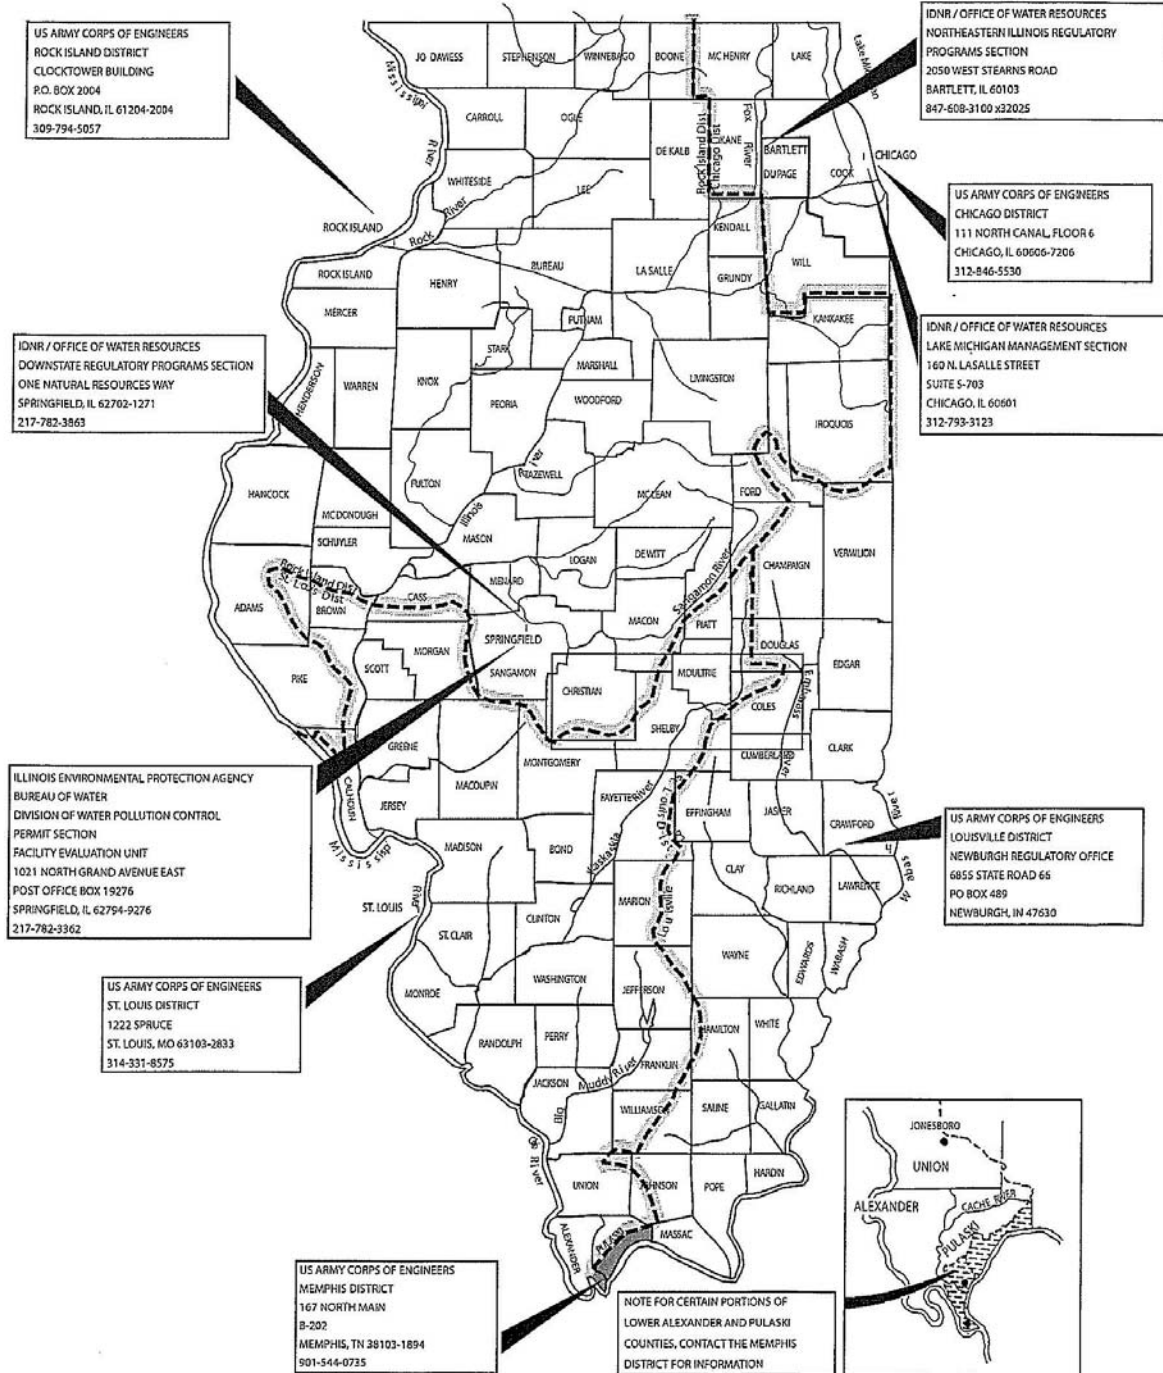 US ARMY CORPS OF ENGINEERS
ROCK ISLAND DISTRICT
CLOCKTOWER BUILDING
P.O. BOX 2004
ROCK ISLAND, IL 61204-2004
309-794-5057
IDNR / OFFICE OF WATER RESOURCES
NORTHEASTERN ILLINOIS REGULATORY
PROGRAMS SECTION
2050 WEST STEARNS ROAD
BARTLETT, IL 60103
847-608-3100 x32025
US ARMY CORPS OF ENGINEERS
CHICAGO DISTRICT
111 NORTH CANAL, FLOOR 6
CHICAGO, IL 60606-7206
312-846-5530
IDNR / OFFICE OF WATER RESOURCES
LAKE MICHIGAN MANAGEMENT SECTION
160 N. LASALLE STREET
SUITE S-703
CHICAGO, IL 60601
312-793-3123
IDNR / OFFICE OF WATER RESOURCES
DOWNSTATE REGULATORY PROGRAMS SECTION
ONE NATURAL RESOURCES WAY
SPRINGFIELD, IL 62702-1271
217-782-3863
ILLINOIS ENVIRONMENTAL PROTECTION AGENCY
BUREAU OF WATER
DIVISION OF WATER POLLUTION CONTROL
PERMIT SECTION
FACILITY EVALUATION UNIT
1021 NORTH GRAND AVENUE EAST
POST OFFICE BOX 19276
SPRINGFIELD, IL 62794-9276
217-782-3362
US ARMY CORPS OF ENGINEERS
LOUISVILLE DISTRICT
NEWBURGH REGULATORY OFFICE
6855 STATE ROAD 66
PO BOX 489
NEWBURGH, IN 47630
US ARMY CORPS OF ENGINEERS
ST. LOUIS DISTRICT
1222 SPRUCE
ST. LOUIS, MO 63103-2833
314-331-8575
US ARMY CORPS OF ENGINEERS
MEMPHIS DISTRICT
167 NORTH MAIN
B-202
MEMPHIS, TN 38103-1894
901-544-0735
NOTE FOR CERTAIN PORTIONS OF
LOWER ALEXANDER AND PULASKI
COUNTIES, CONTACT THE MEMPHIS
DISTRICT FOR INFORMATION
JO DAVIESS
STEPHENSON
WINNEBAGO
BOONE
MC HENRY
LAKE
Mississippi
River
CARROLL
OGLE
DE KALB
Rock Island Dist
Chicago Dist
KANE
Fox
River
BARTLETT
DUPAGE
COOK
CHICAGO
WHITESIDE
LEE
Rock
River
ROCK ISLAND
ROCK ISLAND
HENRY
BUREAU
LA SALLE
KENDALL
GRUNDY
WILL
KANKAKEE
MERCER
PUTNAM
STARK
MARSHALL
HENDERSON
WARREN
KNOX
PEORIA
WOODFORD
LIVINGSTON
IROQUOIS
HANCOCK
MCDONOUGH
FULTON
TAZEWELL
MCLEAN
FORD
SCHUYLER
MASON
Illinois
River
LOGAN
DEWITT
CHAMPAIGN
VERMILION
ADAMS
Rock Island Dist
St. Louis Dist
BROWN
CASS
MENARD
MACON
PIATT
Sangamon River
PIKE
SCOTT
MORGAN
SPRINGFIELD
SANGAMON
CHRISTIAN
MOULTRIE
DOUGLAS
EDGAR
COLES
Embarrass
River
SHELBY
CUMBERLAND
CLARK
GREENE
CALHOUN
JERSEY
MACOUPIN
MONTGOMERY
FAYETTE
Kaskaskia
River
EFFINGHAM
JASPER
CRAWFORD
Mississipp
River
ST. LOUIS
MADISON
BOND
CLAY
RICHLAND
LAWRENCE
MARION
Louisville
CLINTON
ST. CLAIR
MONROE
WASHINGTON
JEFFERSON
WAYNE
EDWARDS
WABASH
RANDOLPH
PERRY
HAMILTON
WHITE
FRANKLIN
JACKSON
Big
Muddy River
WILLIAMSON
SALINE
GALLATIN
UNION
JOHNSON
POPE
HARDIN
ALEXANDER
PULASKI
MASSAC
JONESBORO
UNION
ALEXANDER
CACHE RIVER
PULASKI